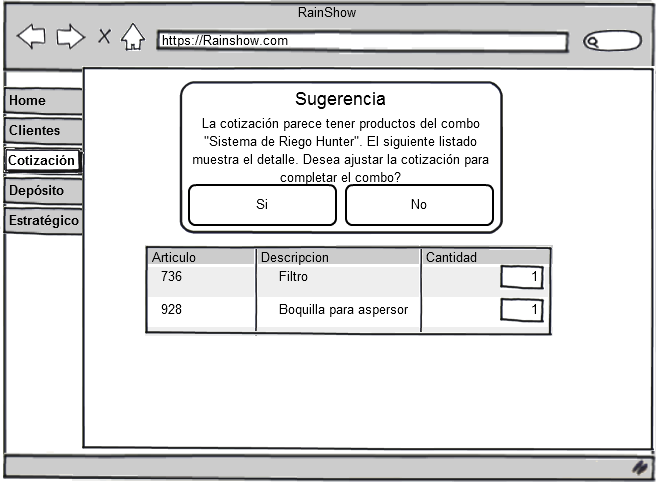 RainShow
https://Rainshow.com
Home
Clientes
Cotización
Depósito
Estratégico
Sugerencia
La cotización parece tener productos del combo
"Sistema de Riego Hunter". El siguiente listado
muestra el detalle. Desea ajustar la cotización para
completar el combo?
Si No
Articulo Descripcion Cantidad
736 Filtro 1
928 Boquilla para aspersor 1